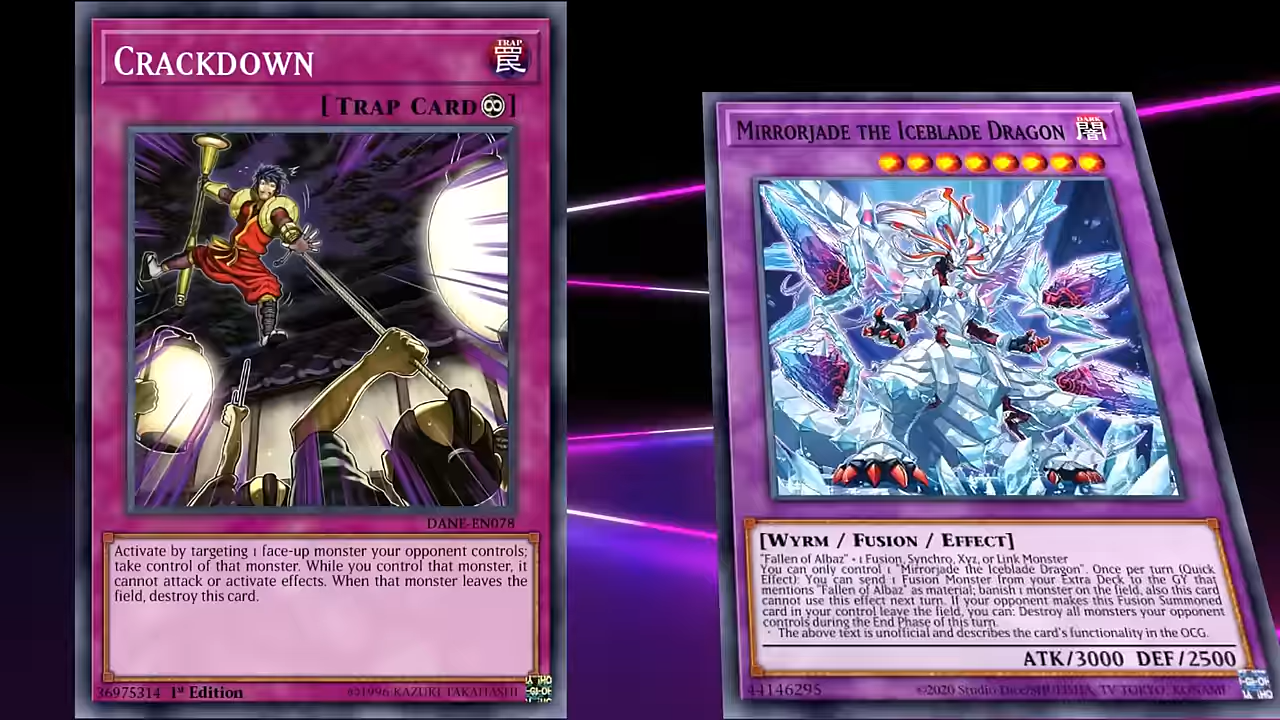 CRACKDOWN
TRAP
罠
[ TRAP CARD ]
DANE-EN078
Activate by targeting 1 face-up monster your opponent controls;
take control of that monster. While you control that monster, it
cannot attack or activate effects. When that monster leaves the
field, destroy this card.
36975314 1st Edition
©1996 KAZUKI TAKAHASHI
MIRRORJADE THE ICEBLADE DRAGON
DARK
闇
[WYRM / FUSION / EFFECT]
"Fallen of Albaz" + 1 Fusion, Synchro, Xyz, or Link Monster
You can only control 1 "Mirrorjade the Iceblade Dragon". Once per turn (Quick
Effect): You can send 1 Fusion Monster from your Extra Deck to the GY that
mentions "Fallen of Albaz" as material; banish 1 monster on the field, also this card
cannot use this effect next turn. If your opponent makes this Fusion Summoned
card in your control leave the field, you can: Destroy all monsters your opponent
controls during the End Phase of this turn.
· The above text is unofficial and describes the card's functionality in the OCG.
ATK/3000 DEF/2500
44146295
©2020 Studio Dice/SHUEISHA, TV TOKYO, KONAMI